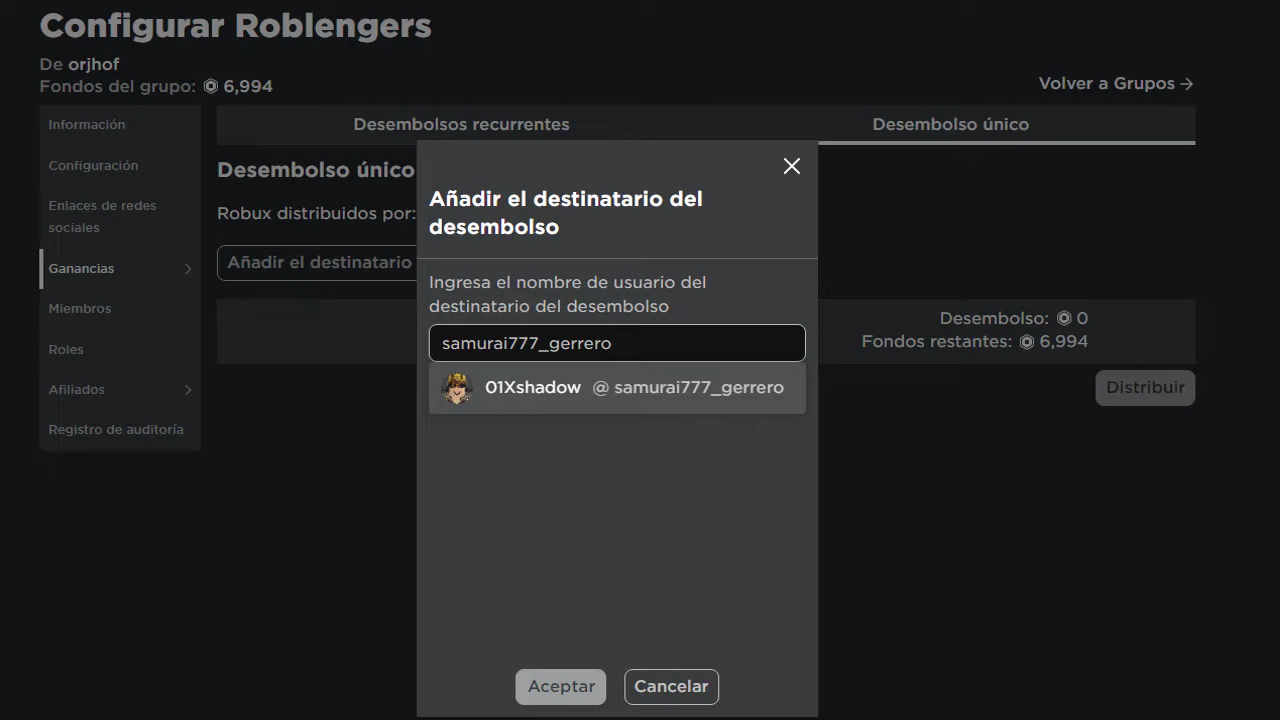 Configurar Roblengers
De orjhof
Fondos del grupo: 6,994
Volver a Grupos →
Información
Configuración
Enlaces de redes
sociales
Ganancias
Miembros
Roles
Afiliados
Registro de auditoría
Desembolsos recurrentes
Desembolso único
Desembolso único
Robux distribuidos por:
Añadir el destinatario
Desembolso: 0
Fondos restantes: 6,994
Distribuir
Añadir el destinatario del
desembolso
Ingresa el nombre de usuario del
destinatario del desembolso
samurai777_gerrero
01Xshadow @ samurai777_gerrero
Aceptar
Cancelar